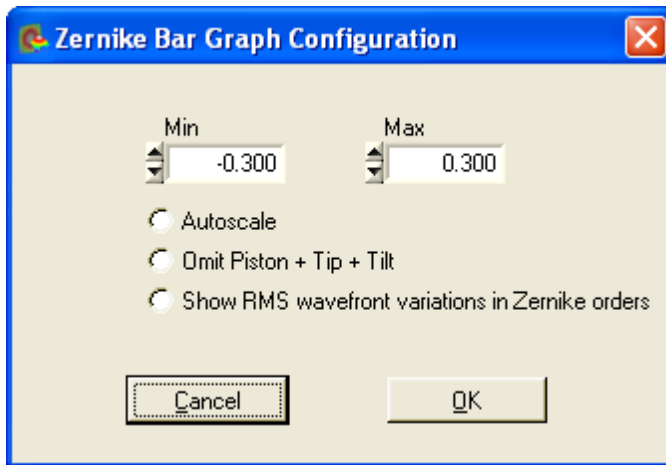 Zernike Bar Graph Configuration
Min Max
-0.300 0.300
Autoscale
Omit Piston + Tip + Tilt
Show RMS wavefront variations in Zernike orders
Cancel OK